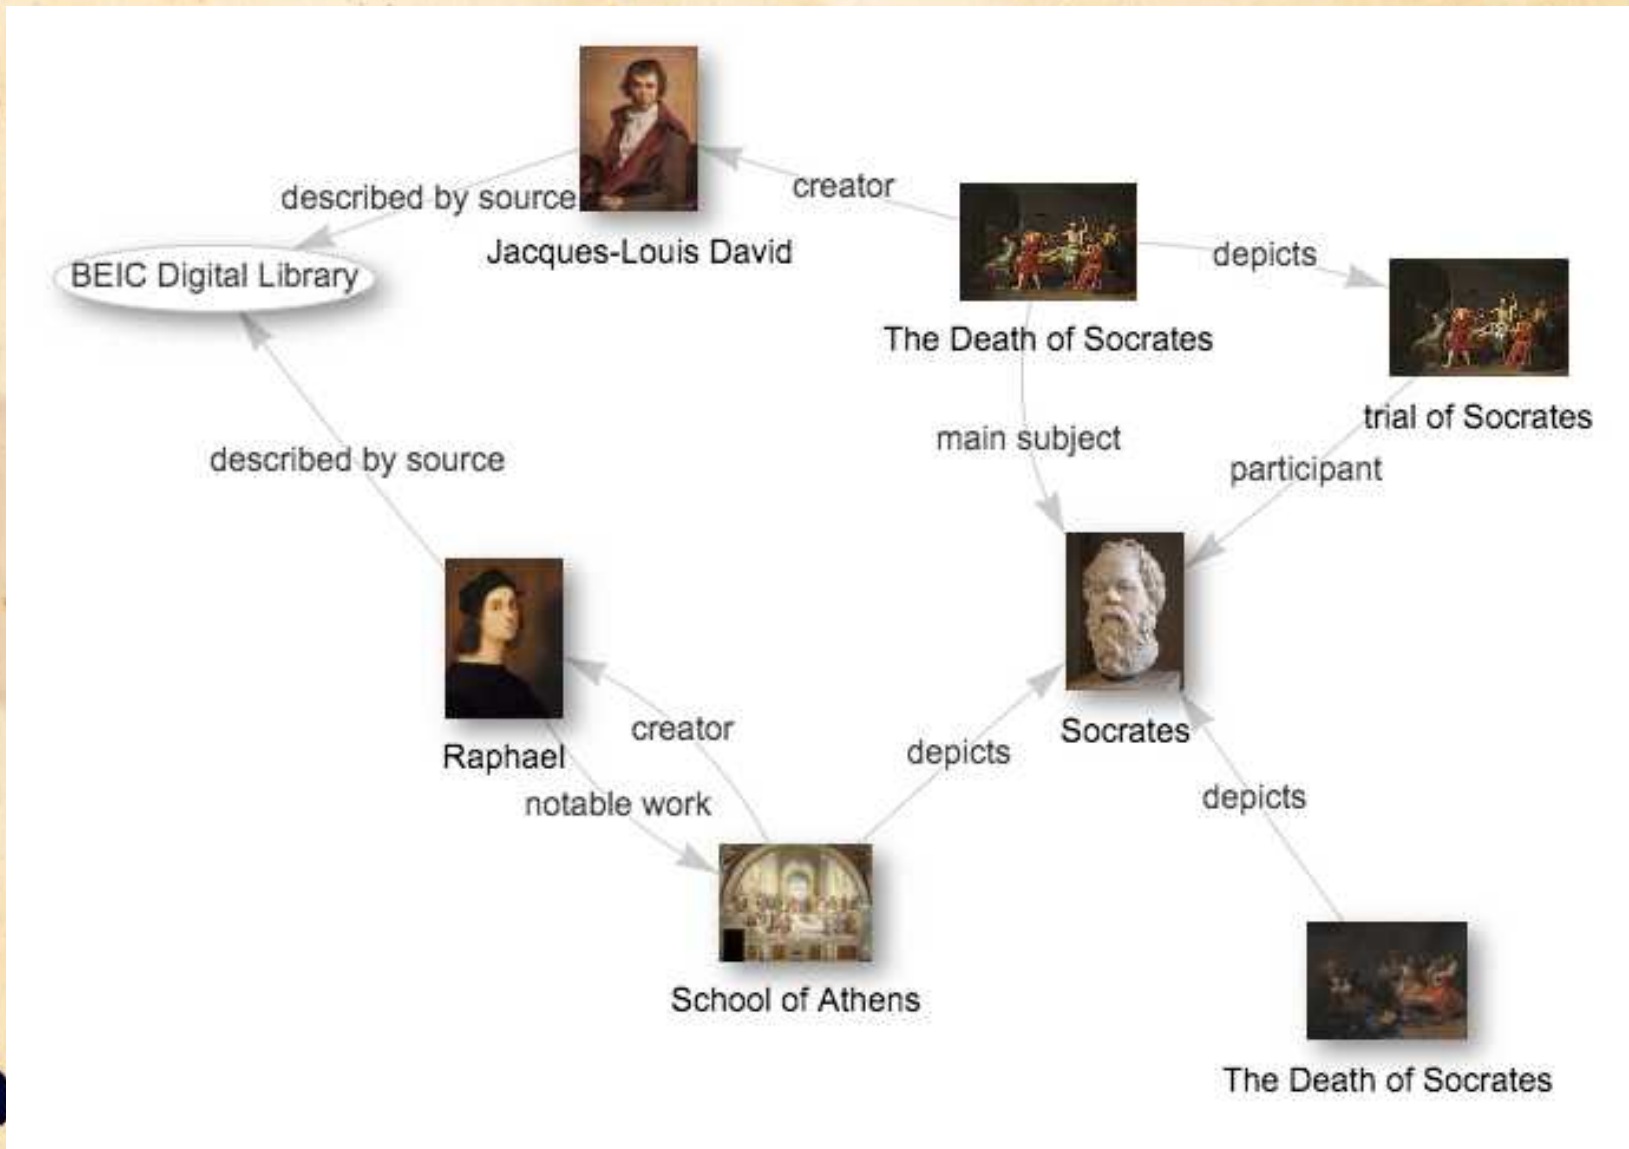 creator
described by source
Jacques-Louis David
depicts
BEIC Digital Library
The Death of Socrates
trial of Socrates
main subject
described by source
participant
creator
Socrates
Raphael
depicts
notable work
depicts
School of Athens
The Death of Socrates